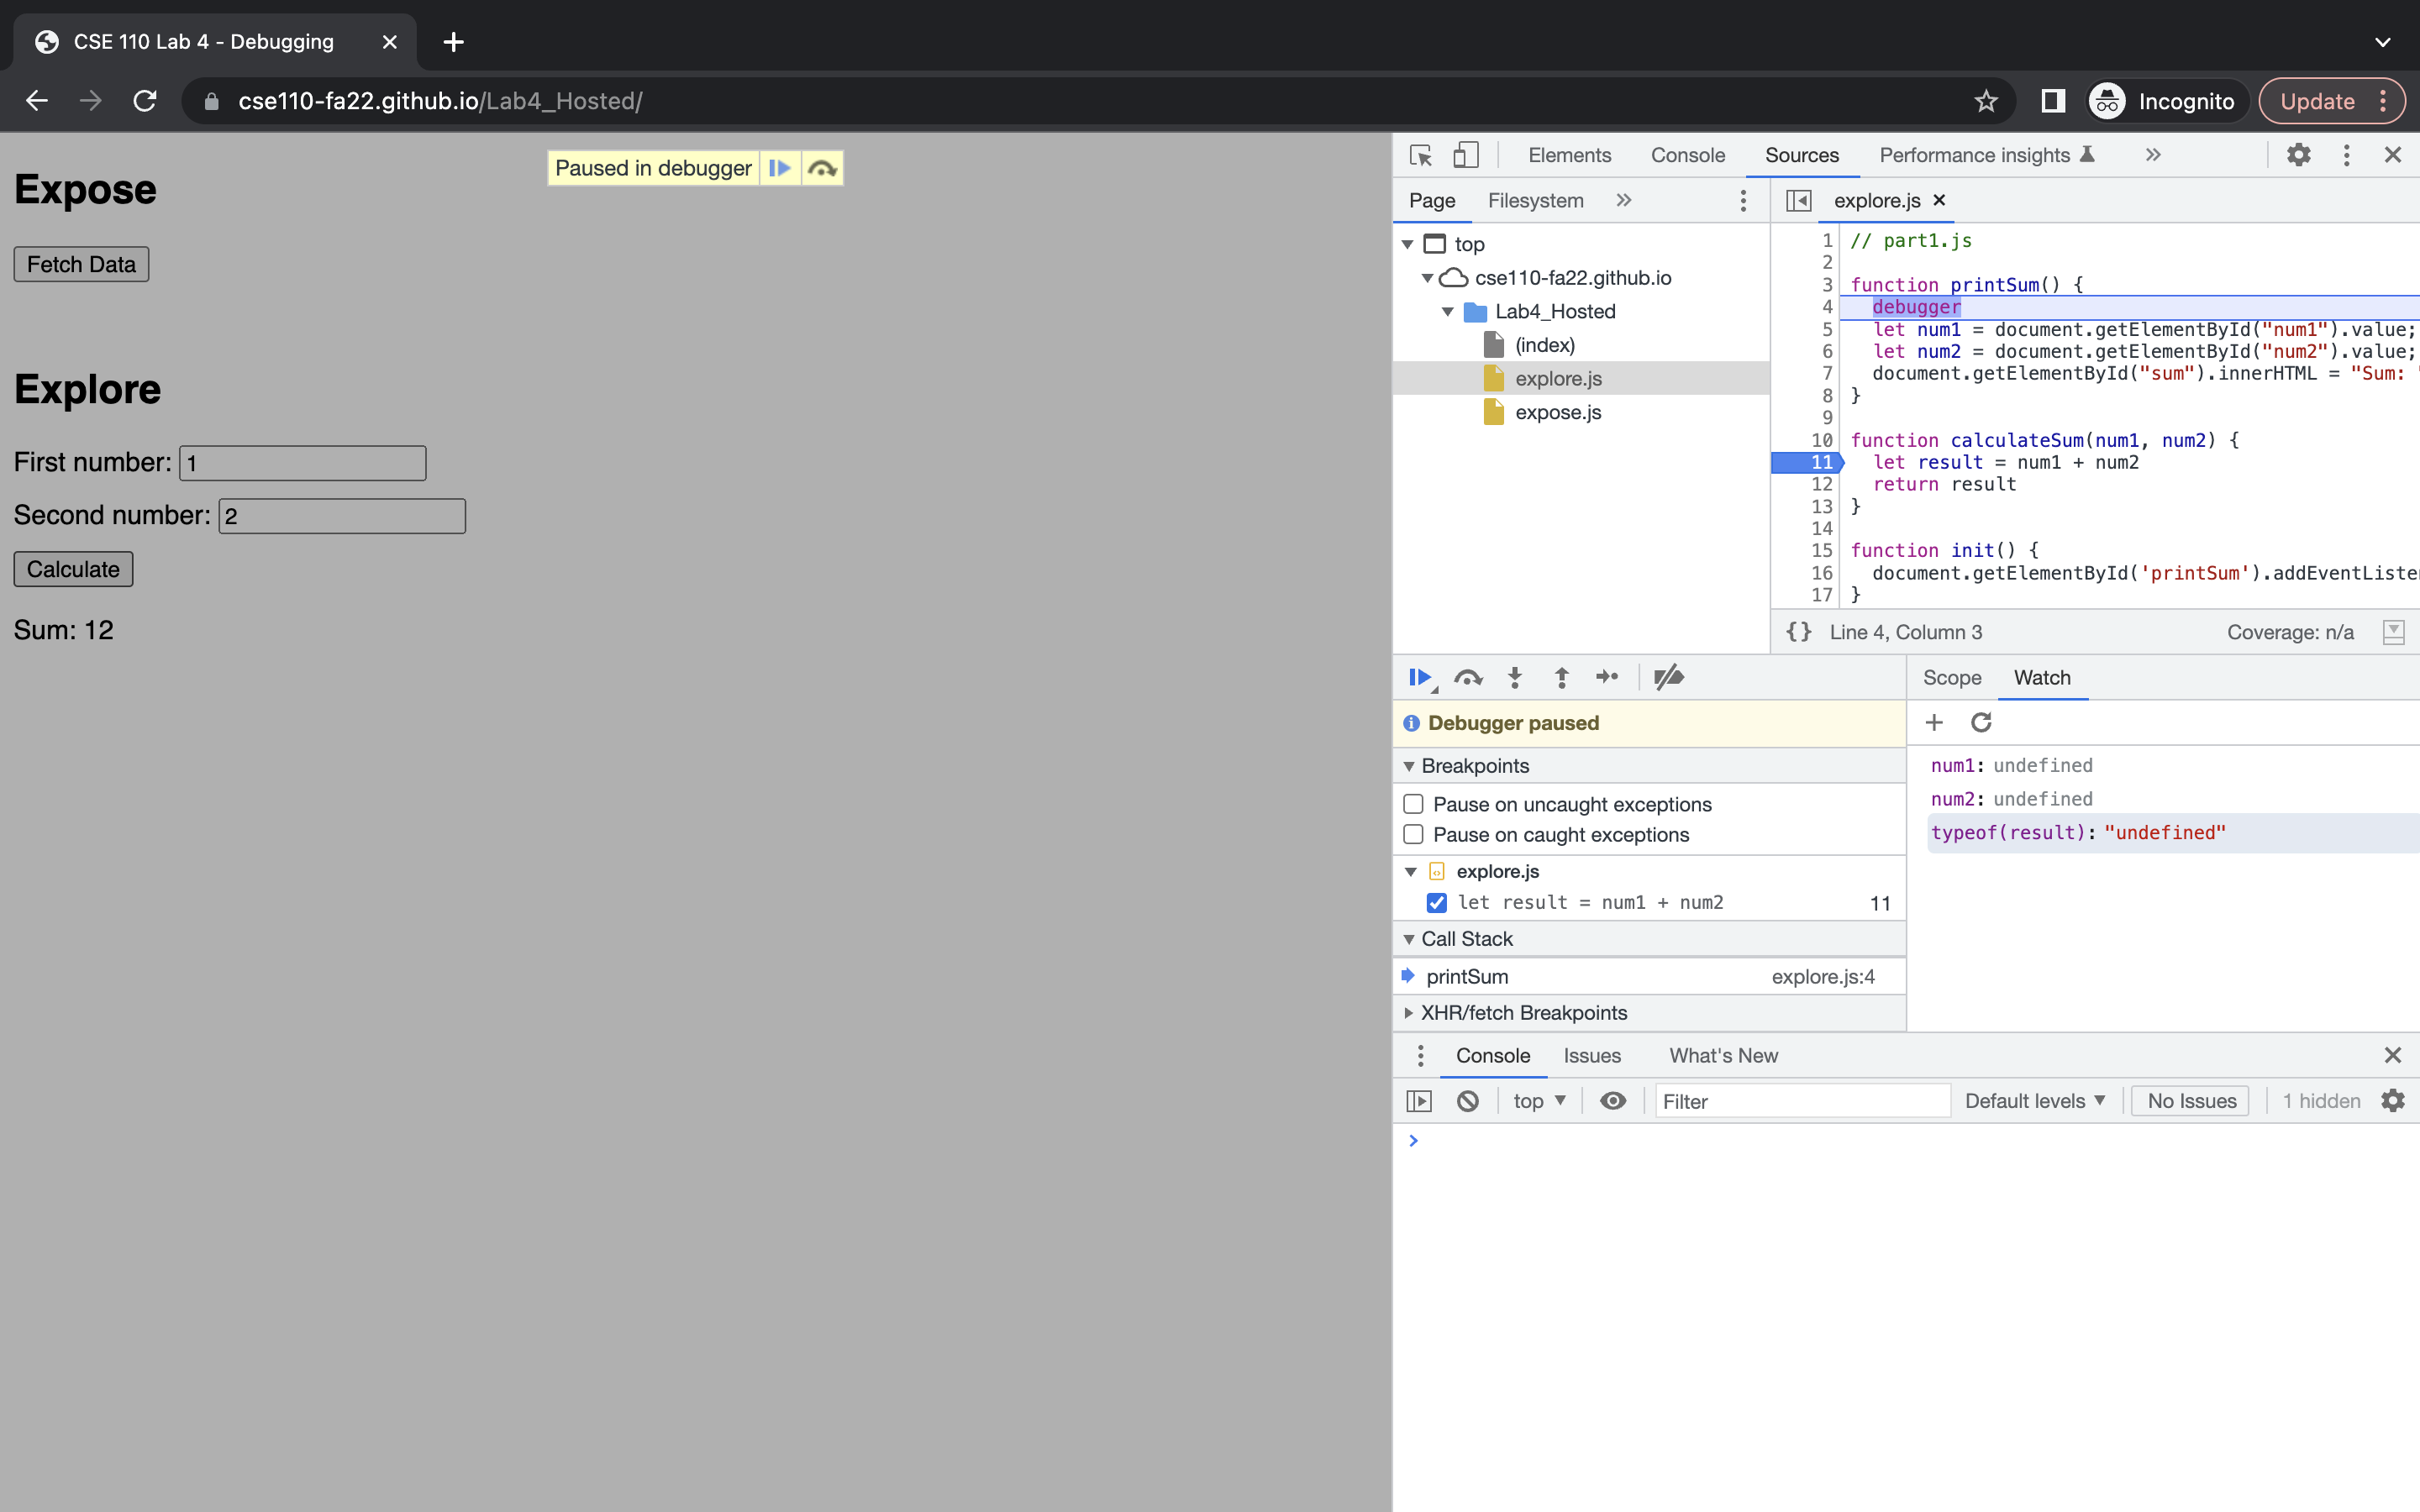 CSE 110 Lab 4 - Debugging
cse110-fa22.github.io/Lab4_Hosted/
Incognito
Update
Paused in debugger
Expose
Fetch Data
Explore
First number: 1
Second number: 2
Calculate
Sum: 12
Elements Console Sources Performance insights
Page Filesystem
top
cse110-fa22.github.io
Lab4_Hosted
(index)
explore.js
expose.js
explore.js
1 // part1.js
2
3 function printSum() {
4 debugger
5 let num1 = document.getElementById("num1").value;
6 let num2 = document.getElementById("num2").value;
7 document.getElementById("sum").innerHTML = "Sum: "
8 }
9
10 function calculateSum(num1, num2) {
11 let result = num1 + num2
12 return result
13 }
14
15 function init() {
16 document.getElementById('printSum').addEventListe
17 }
{} Line 4, Column 3 Coverage: n/a
Debugger paused
Breakpoints
Pause on uncaught exceptions
Pause on caught exceptions
explore.js
let result = num1 + num2 11
Call Stack
printSum explore.js:4
XHR/fetch Breakpoints
Scope Watch
num1: undefined
num2: undefined
typeof(result): "undefined"
Console Issues What's New
top Filter Default levels No Issues 1 hidden